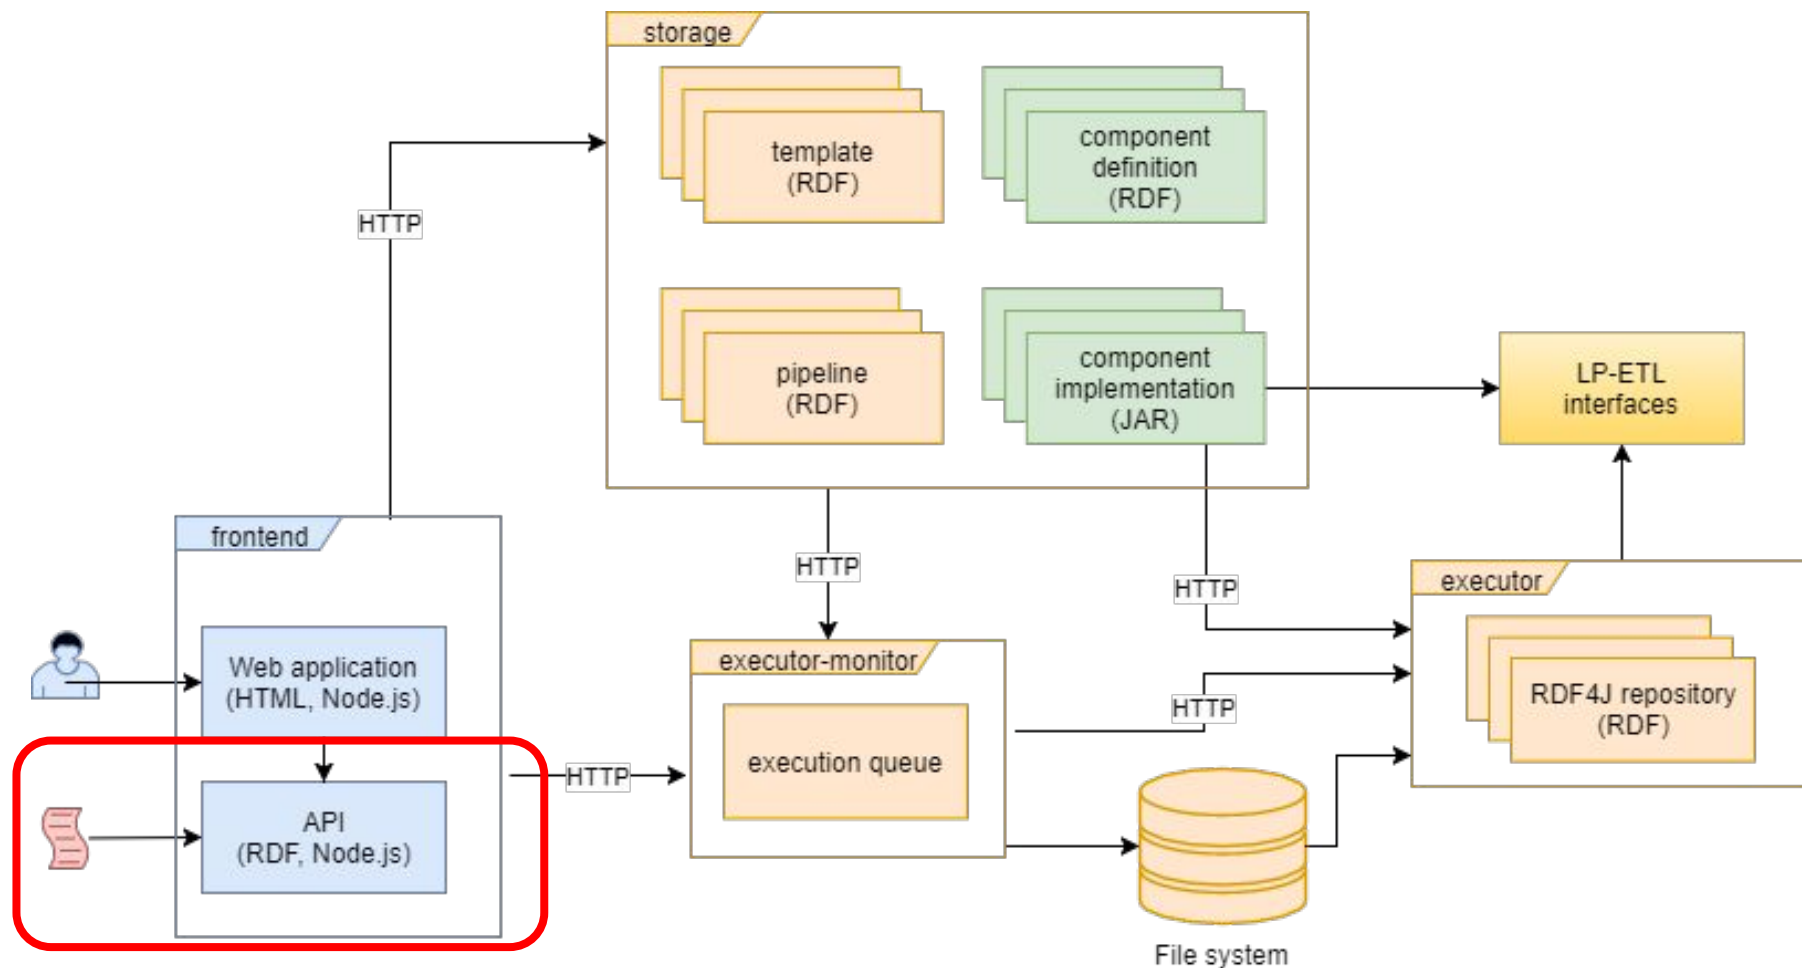 storage
template
(RDF)
component
definition
(RDF)
HTTP
pipeline
(RDF)
component
implementation
(JAR)
LP-ETL
interfaces
frontend
HTTP
HTTP
executor
Web application
(HTML, Node.js)
executor-monitor
RDF4J repository
(RDF)
HTTP
HTTP
execution queue
API
(RDF, Node.js)
File system